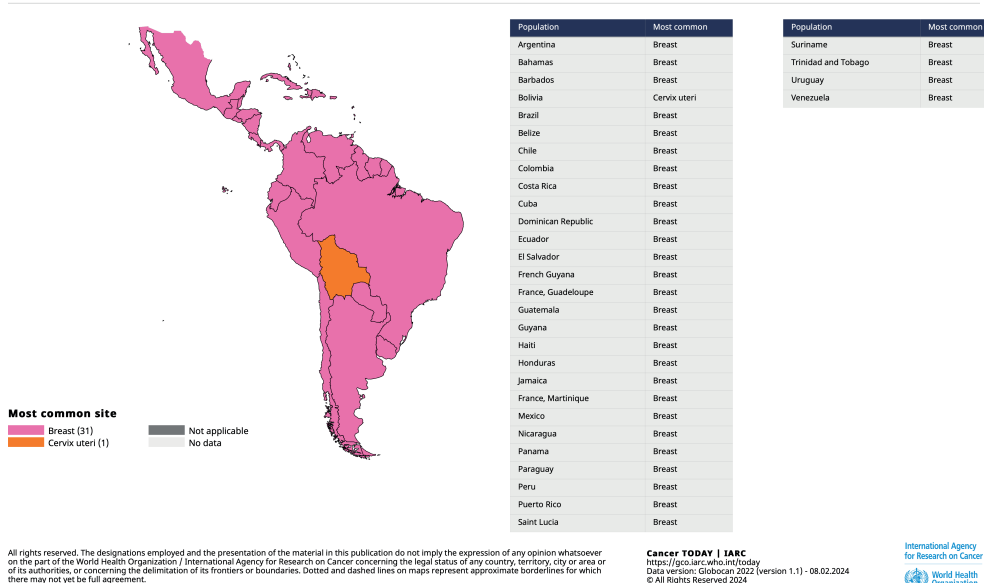 Population Most common
Argentina Breast
Bahamas Breast
Barbados Breast
Bolivia Cervix uteri
Brazil Breast
Belize Breast
Chile Breast
Colombia Breast
Costa Rica Breast
Cuba Breast
Dominican Republic Breast
Ecuador Breast
El Salvador Breast
French Guyana Breast
France, Guadeloupe Breast
Guatemala Breast
Guyana Breast
Haiti Breast
Honduras Breast
Jamaica Breast
France, Martinique Breast
Mexico Breast
Nicaragua Breast
Panama Breast
Paraguay Breast
Peru Breast
Puerto Rico Breast
Saint Lucia Breast
Population Most common
Suriname Breast
Trinidad and Tobago Breast
Uruguay Breast
Venezuela Breast
Most common site
Breast (31) Not applicable
Cervix uteri (1) No data
All rights reserved. The designations employed and the presentation of the material in this publication do not imply the expression of any opinion whatsoever
on the part of the World Health Organization / International Agency for Research on Cancer concerning the legal status of any country, territory, city or area or
of its authorities, or concerning the delimitation of its frontiers or boundaries. Dotted and dashed lines on maps represent approximate borderlines for which
there may not yet be full agreement.
Cancer TODAY | IARC
https://gco.iarc.who.int/today
Data version: Globocan 2022 (version 1.1) - 08.02.2024
© All Rights Reserved 2024
International Agency
for Research on Cancer
World Health
Organization